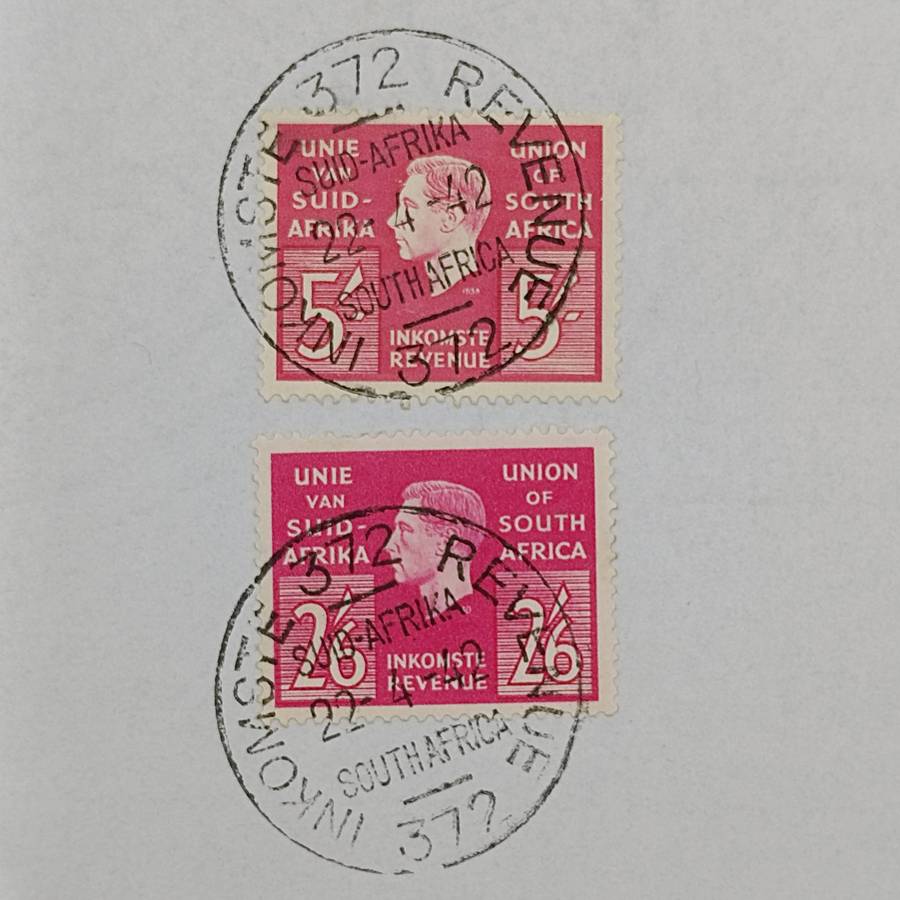 372
REVENUE
INKOMSTE
SUID-AFRIKA
22-4-42
SOUTH AFRICA
372
UNIE
VAN
SUID-
AFRIKA
UNION
OF
SOUTH
AFRICA
5/-
5/-
INKOMSTE
REVENUE
UNIE
VAN
SUID-
AFRIKA
UNION
OF
SOUTH
AFRICA
2/6
2/6
INKOMSTE
REVENUE
372
REVENUE
INKOMSTE
SUID-AFRIKA
22-4-42
SOUTH AFRICA
372